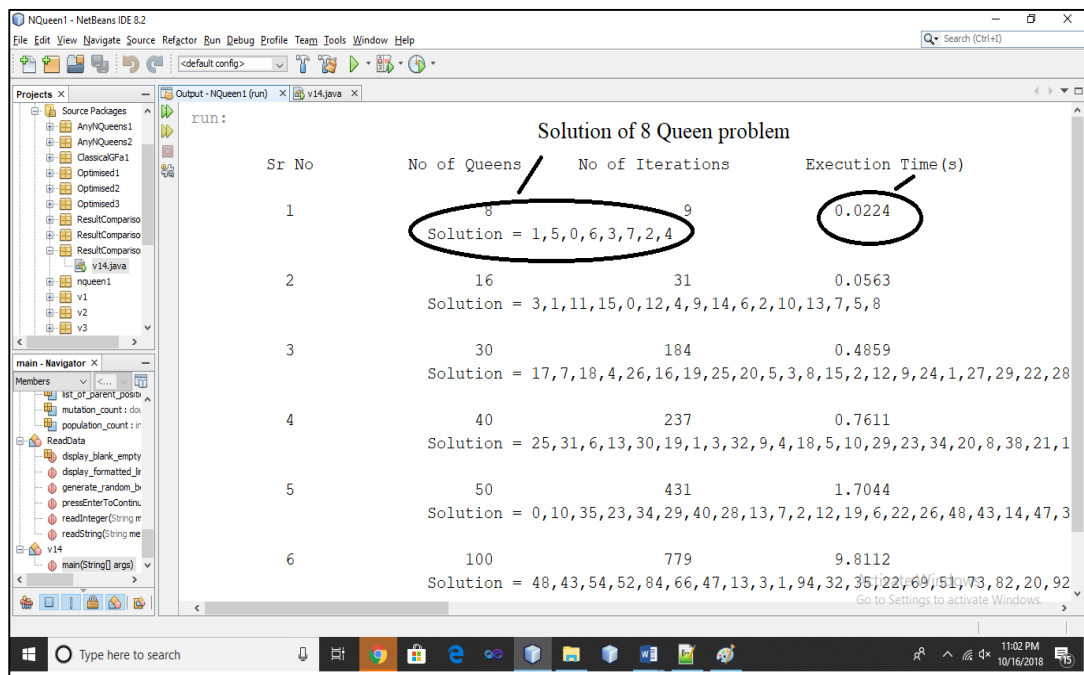 NQueen1 - NetBeans IDE 8.2
File Edit View Navigate Source Refactor Run Debug Profile Team Tools Window Help
Search (Ctrl+I)
<default config>
Projects
Output - NQueen1 (run)
v14.java
Source Packages
AnyNQueens1
AnyNQueens2
ClassicalGFa1
Optimised1
Optimised2
Optimised3
ResultCompariso
ResultCompariso
ResultCompariso
v14.java
nqueen1
v1
v2
v3
main - Navigator
Members
<...
list_of_parent_positi
mutation_count : dou
population_count : in
ReadData
display_blank_empty
display_formatted_lir
generate_random_b
pressEnterToContinu
readInteger(String m
readString(String me
v14
main(String[] args)
run:
Solution of 8 Queen problem
Sr No No of Queens No of Iterations Execution Time(s)
1 8 9 0.0224
Solution = 1,5,0,6,3,7,2,4
2 16 31 0.0563
Solution = 3,1,11,15,0,12,4,9,14,6,2,10,13,7,5,8
3 30 184 0.4859
Solution = 17,7,18,4,26,16,19,25,20,5,3,8,15,2,12,9,24,1,27,29,22,28
4 40 237 0.7611
Solution = 25,31,6,13,30,19,1,3,32,9,4,18,5,10,29,23,34,20,8,38,21,1
5 50 431 1.7044
Solution = 0,10,35,23,34,29,40,28,13,7,2,12,19,6,22,26,48,43,14,47,3
6 100 779 9.8112
Solution = 48,43,54,52,84,66,47,13,3,1,94,32,35,22,69,51,73,82,20,92
Activate Windows
Go to Settings to activate Windows.
Type here to search
11:02 PM
10/16/2018
15